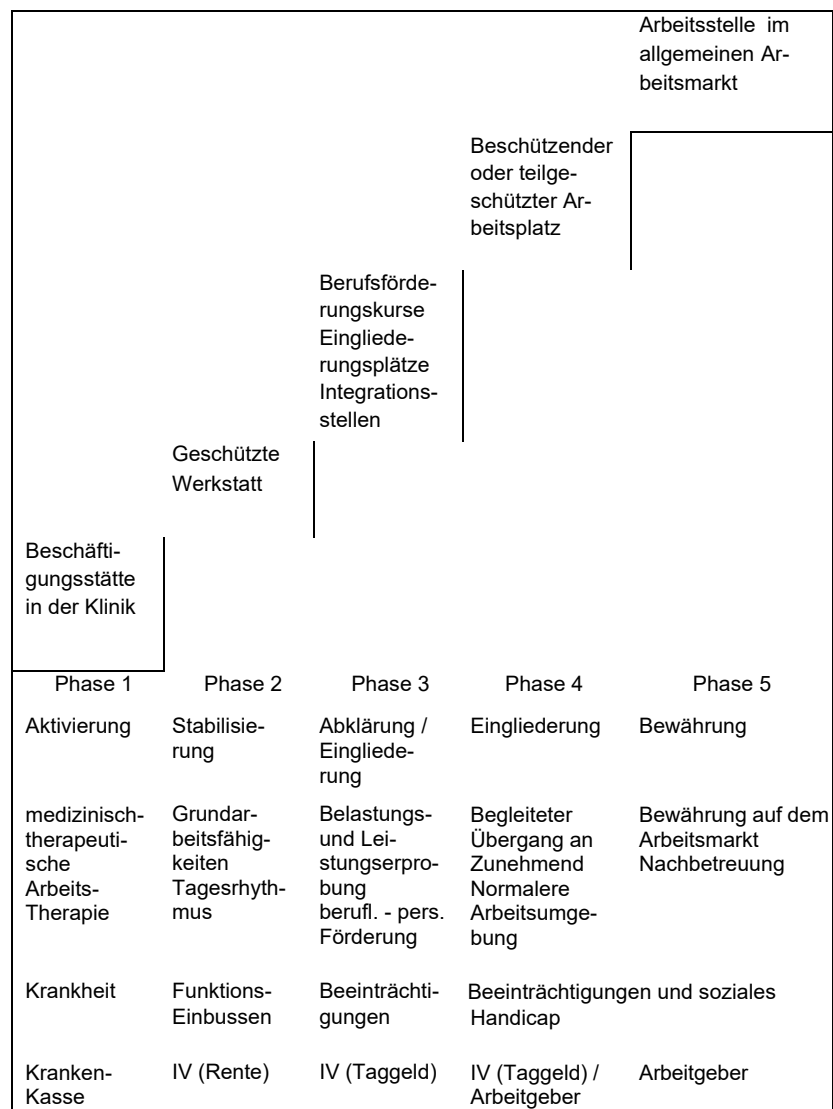 Arbeitsstelle im
allgemeinen Ar-
beitsmarkt
Beschützender
oder teilge-
schützter Ar-
beitsplatz
Berufsförde-
rungskurse
Eingliede-
rungsplätze
Integrations-
stellen
Geschützte
Werkstatt
Beschäfti-
gungsstätte
in der Klinik
Phase 1 Phase 2 Phase 3 Phase 4 Phase 5
Aktivierung
Stabilisie-
rung
Abklärung /
Eingliede-
rung
Eingliederung
Bewährung
medizinisch-
therapeuti-
sche
Arbeits-
Therapie
Grundar-
beitsfähig-
keiten
Tagesrhyth-
mus
Belastungs-
und Lei-
stungserpro-
bung
berufl. - pers.
Förderung
Begleiteter
Übergang an
Zunehmend
Normalere
Arbeitsumge-
bung
Bewährung auf dem
Arbeitsmarkt
Nachbetreuung
Krankheit
Funktions-
Einbussen
Beeinträchti-
gungen
Beeinträchtigungen und soziales
Handicap
Kranken-
Kasse
IV (Rente)
IV (Taggeld)
IV (Taggeld) /
Arbeitgeber
Arbeitgeber